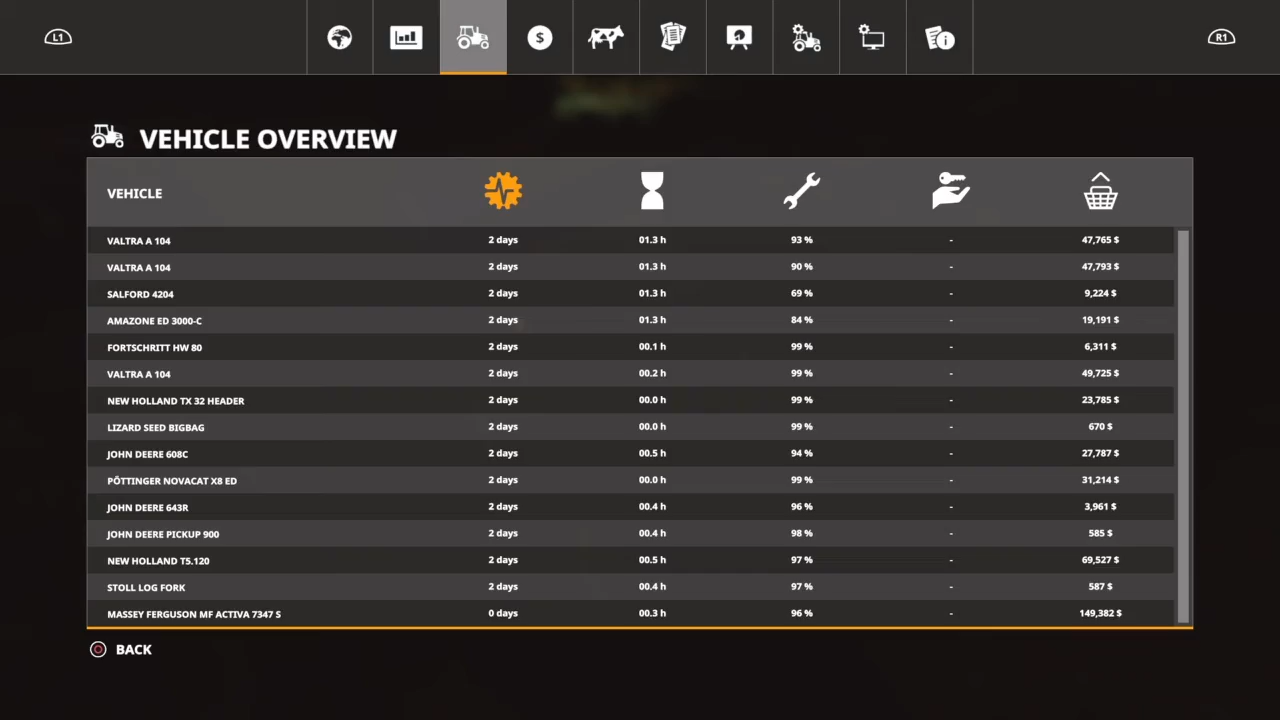 L1
$
R1
VEHICLE OVERVIEW
VEHICLE
VALTRA A 104 2 days 01.3 h 93 % - 47,765 $
VALTRA A 104 2 days 01.3 h 90 % - 47,793 $
SALFORD 4204 2 days 01.3 h 69 % - 9,224 $
AMAZONE ED 3000-C 2 days 01.3 h 84 % - 19,191 $
FORTSCHRITT HW 80 2 days 00.1 h 99 % - 6,311 $
VALTRA A 104 2 days 00.2 h 99 % - 49,725 $
NEW HOLLAND TX 32 HEADER 2 days 00.0 h 99 % - 23,785 $
LIZARD SEED BIGBAG 2 days 00.0 h 99 % - 670 $
JOHN DEERE 608C 2 days 00.5 h 94 % - 27,787 $
PÖTTINGER NOVACAT X8 ED 2 days 00.0 h 99 % - 31,214 $
JOHN DEERE 643R 2 days 00.4 h 96 % - 3,961 $
JOHN DEERE PICKUP 900 2 days 00.4 h 98 % - 585 $
NEW HOLLAND T5.120 2 days 00.5 h 97 % - 69,527 $
STOLL LOG FORK 2 days 00.4 h 97 % - 587 $
MASSEY FERGUSON MF ACTIVA 7347 S 0 days 00.3 h 96 % - 149,382 $
BACK